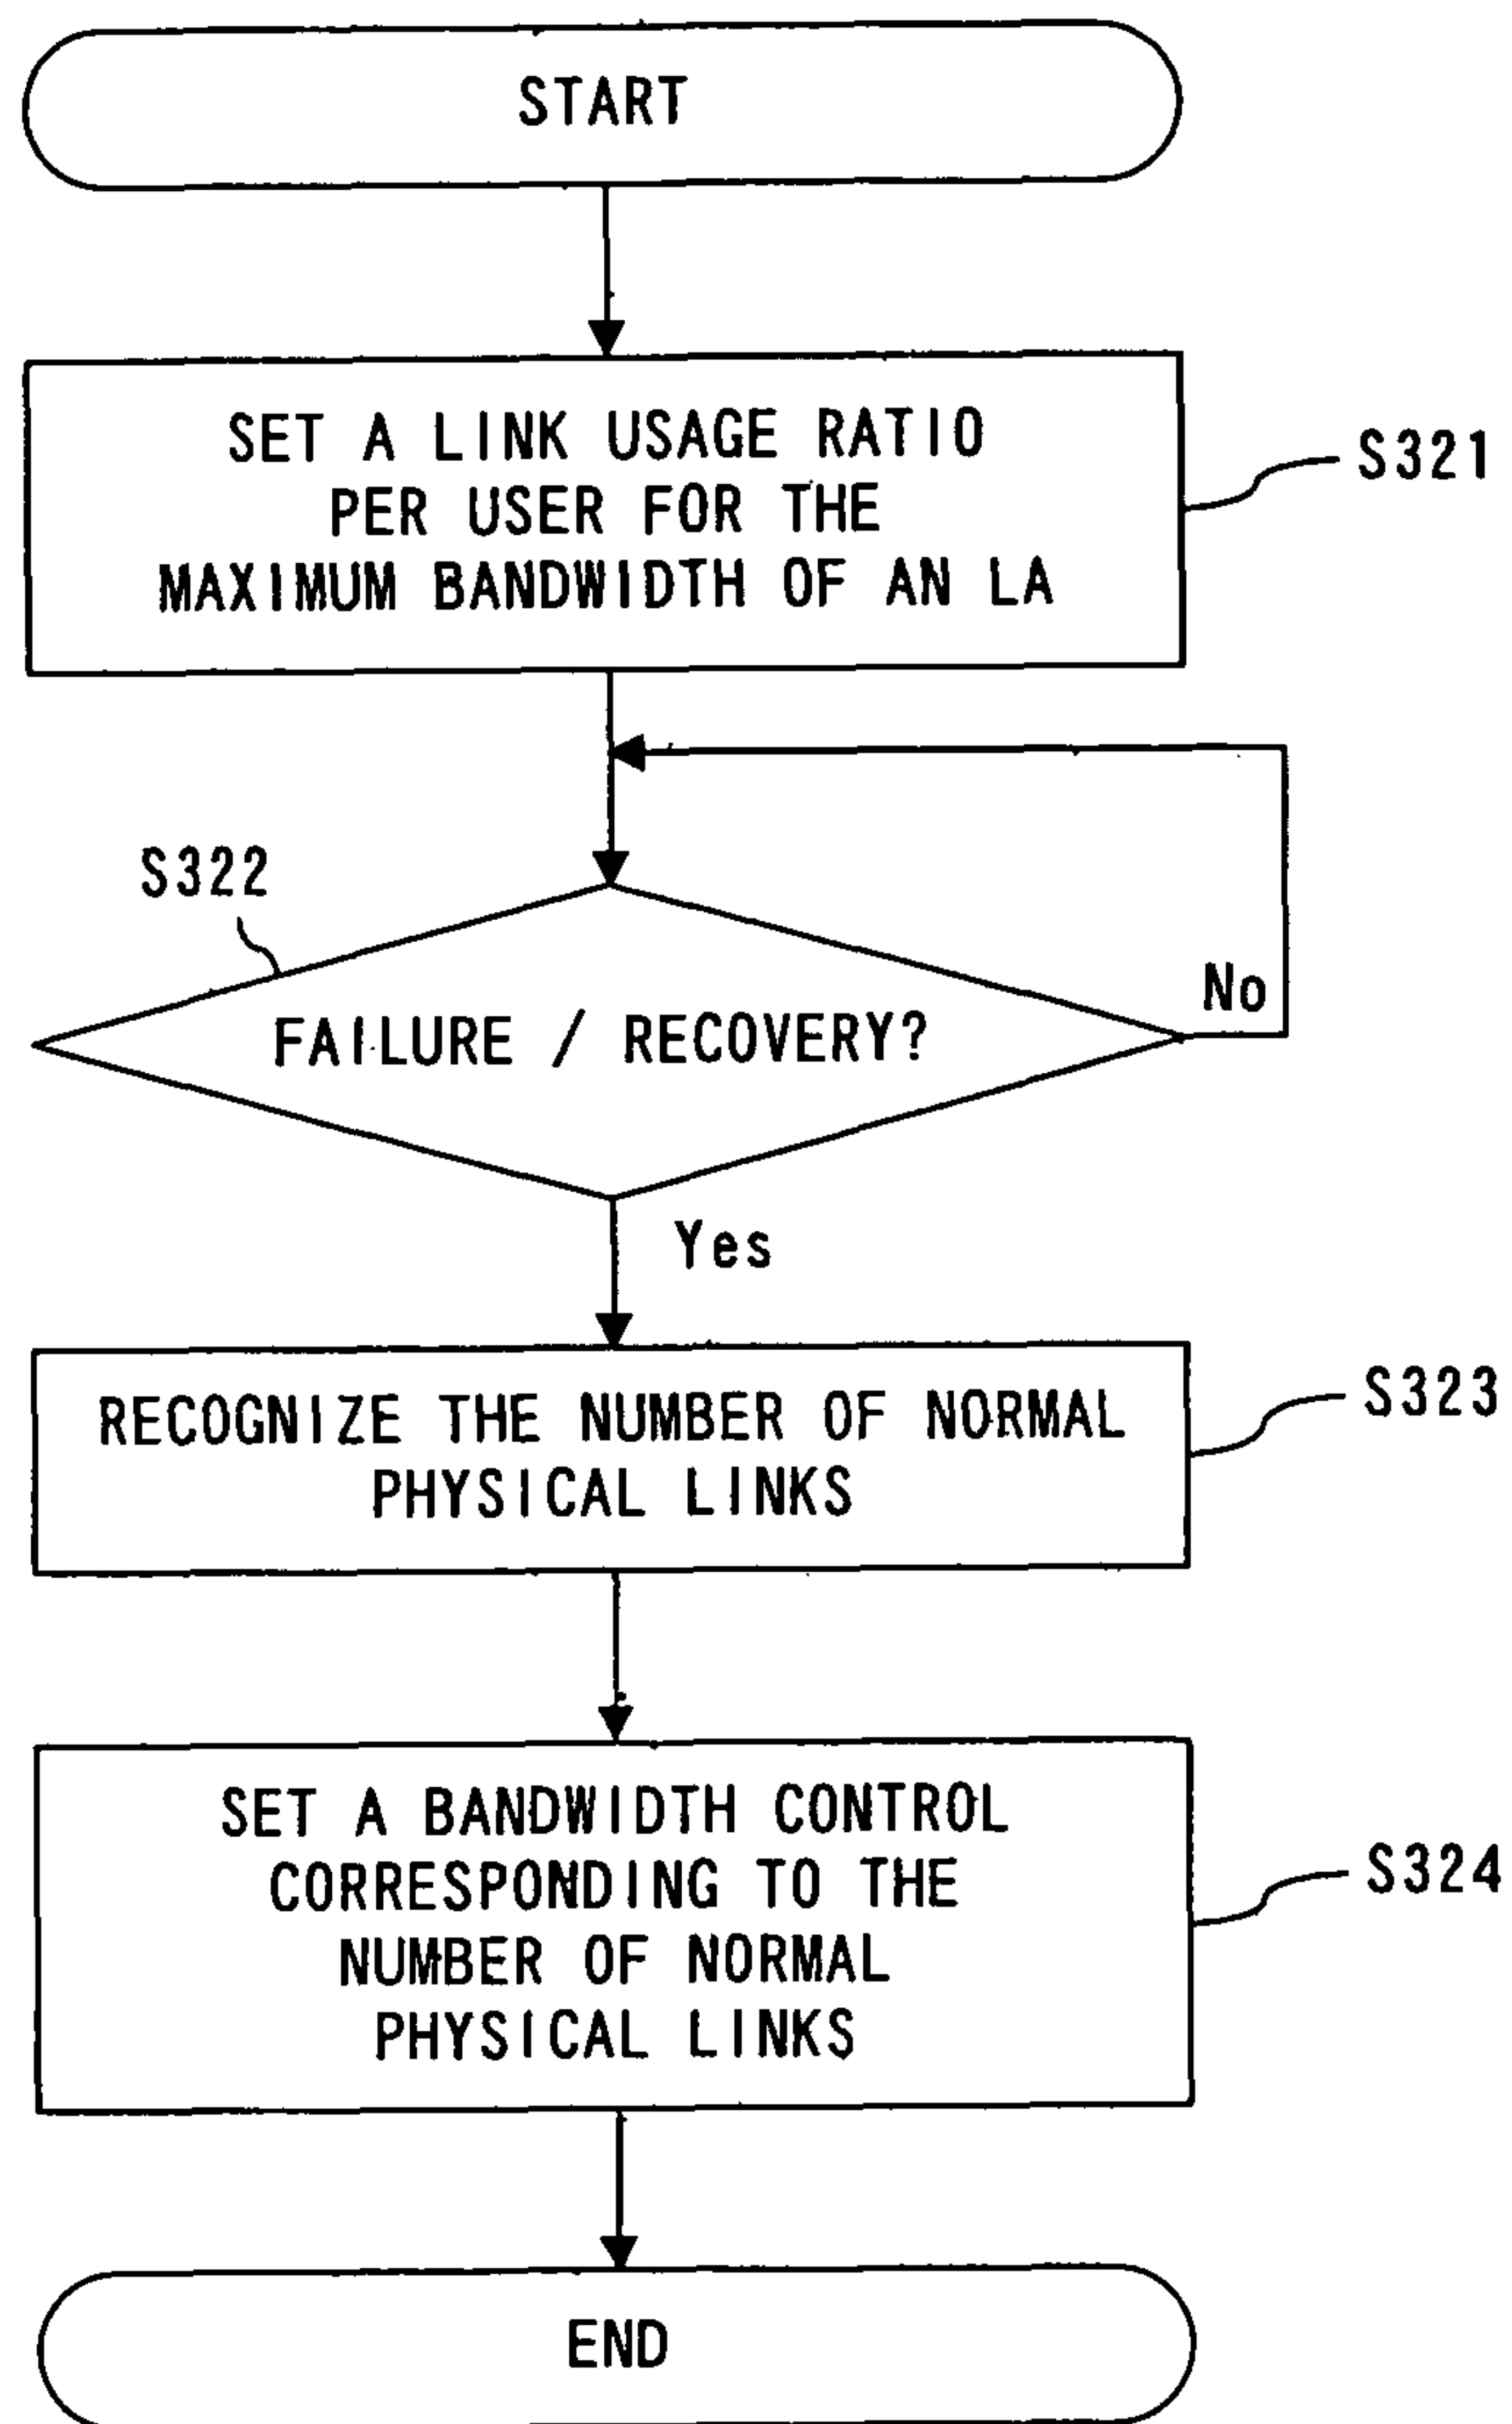 START
SET A LINK USAGE RATIO
PER USER FOR THE
MAXIMUM BANDWIDTH OF AN LA
S321
S322
FAILURE / RECOVERY?
No
Yes
RECOGNIZE THE NUMBER OF NORMAL
PHYSICAL LINKS
S323
SET A BANDWIDTH CONTROL
CORRESPONDING TO THE
NUMBER OF NORMAL
PHYSICAL LINKS
S324
END